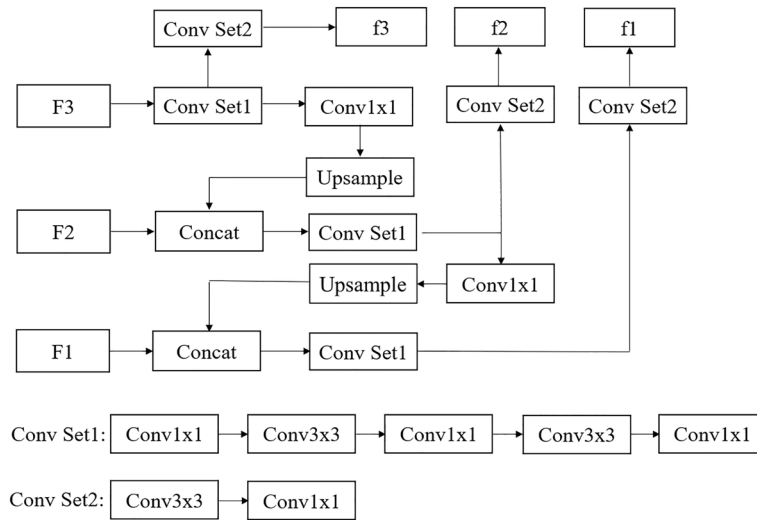 Conv Set2 f3 f2 f1
F3 Conv Set1 Conv1x1 Conv Set2 Conv Set2
Upsample
F2 Concat Conv Set1
Upsample Conv1x1
F1 Concat Conv Set1
Conv Set1: Conv1x1 Conv3x3 Conv1x1 Conv3x3 Conv1x1
Conv Set2: Conv3x3 Conv1x1